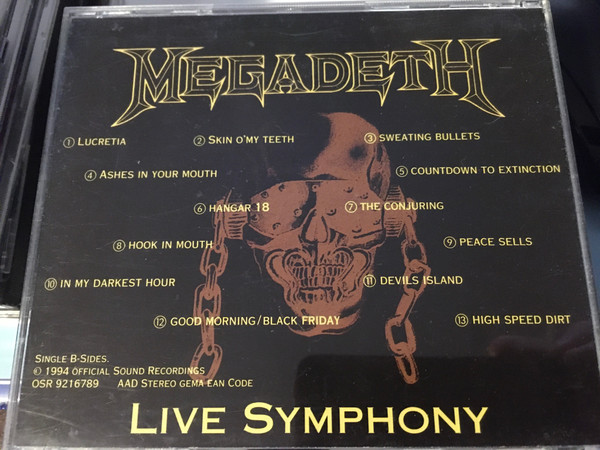 MEGADETH
① LUCRETIA ② SKIN O'MY TEETH ③ SWEATING BULLETS
④ ASHES IN YOUR MOUTH ⑤ COUNTDOWN TO EXTINCTION
⑥ HANGAR 18 ⑦ THE CONJURING
⑧ HOOK IN MOUTH ⑨ PEACE SELLS
⑩ IN MY DARKEST HOUR ⑪ DEVILS ISLAND
⑫ GOOD MORNING/BLACK FRIDAY ⑬ HIGH SPEED DIRT
SINGLE B-SIDES.
© 1994 OFFICIAL SOUND RECORDINGS
OSR 9216789 AAD STEREO GEMA EAN CODE
LIVE SYMPHONY